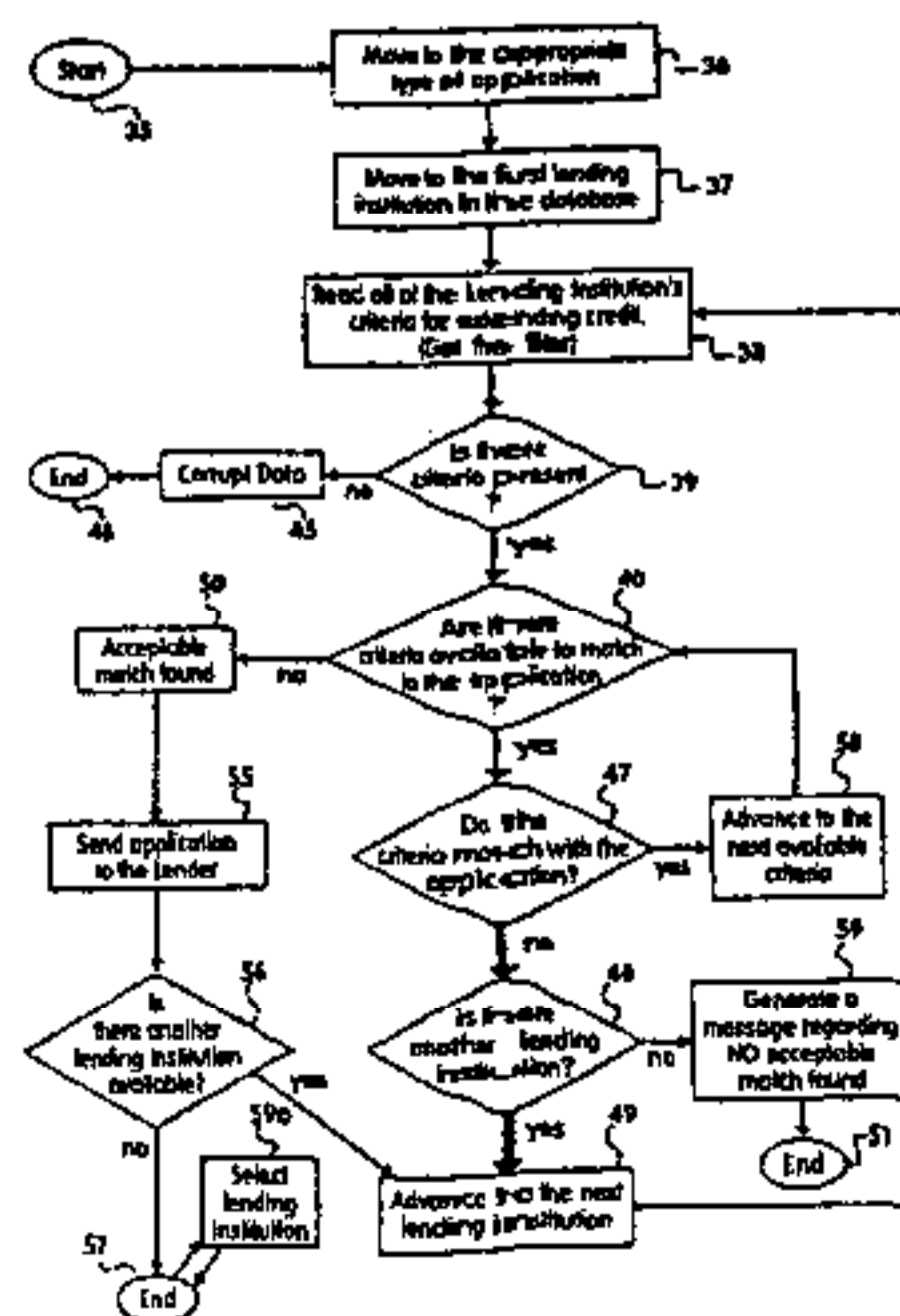 Start
35
Move to the appropriate
type of application
36
Move to the first lending
institution in the database
37
Read all of the Lending Institution's
criteria for extending credit.
(Get the filter)
38
Is there
criteria present
?
39
no
Corrupt Data
45
End
46
yes
Are there
criteria available to match
to the application
?
40
no
Acceptable
match found
50
yes
Do the
criteria match with the
application?
47
yes
Advance to the
next available
criteria
58
Send application
to the Lender
55
no
Is there
another lending
institution?
48
no
Generate a
message regarding
NO acceptable
match found
54
End
51
Is
there another
lending institution
available?
56
yes
no
yes
Advance to the next
lending institution
49
Select
lending
institution
59a
End
57